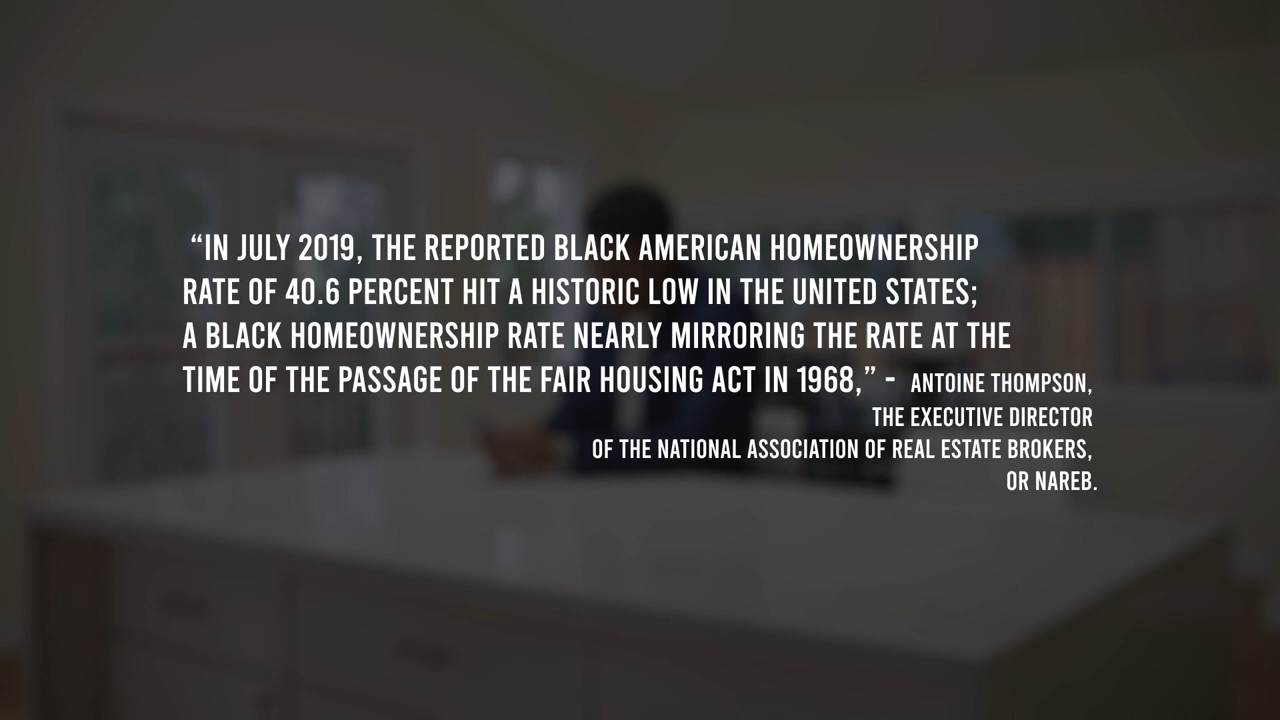 “IN JULY 2019, THE REPORTED BLACK AMERICAN HOMEOWNERSHIP
RATE OF 40.6 PERCENT HIT A HISTORIC LOW IN THE UNITED STATES;
A BLACK HOMEOWNERSHIP RATE NEARLY MIRRORING THE RATE AT THE
TIME OF THE PASSAGE OF THE FAIR HOUSING ACT IN 1968,” - ANTOINE THOMPSON,
THE EXECUTIVE DIRECTOR
OF THE NATIONAL ASSOCIATION OF REAL ESTATE BROKERS,
OR NAREB.